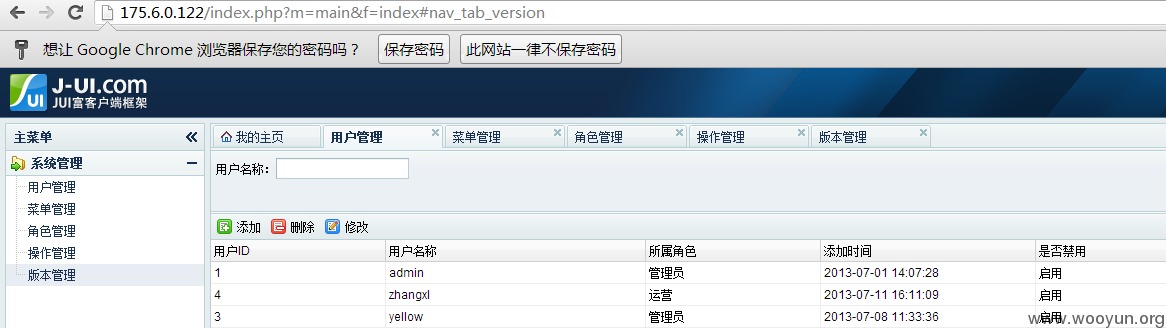 175.6.0.122/index.php?m=main&f=index#nav_tab_version
想让 Google Chrome 浏览器保存您的密码吗？ 保存密码 此网站一律不保存密码
UI J-UI.com
JUI富客户端框架
主菜单
系统管理
用户管理
菜单管理
角色管理
操作管理
版本管理
我的主页 用户管理 菜单管理 角色管理 操作管理 版本管理
用户名称：
添加 删除 修改
用户ID 用户名称 所属角色 添加时间 是否禁用
1 admin 管理员 2013-07-01 14:07:28 启用
4 zhangxl 运营 2013-07-11 16:11:09 启用
3 yellow 管理员 2013-07-08 11:33:36 启用
www.wooyun.org